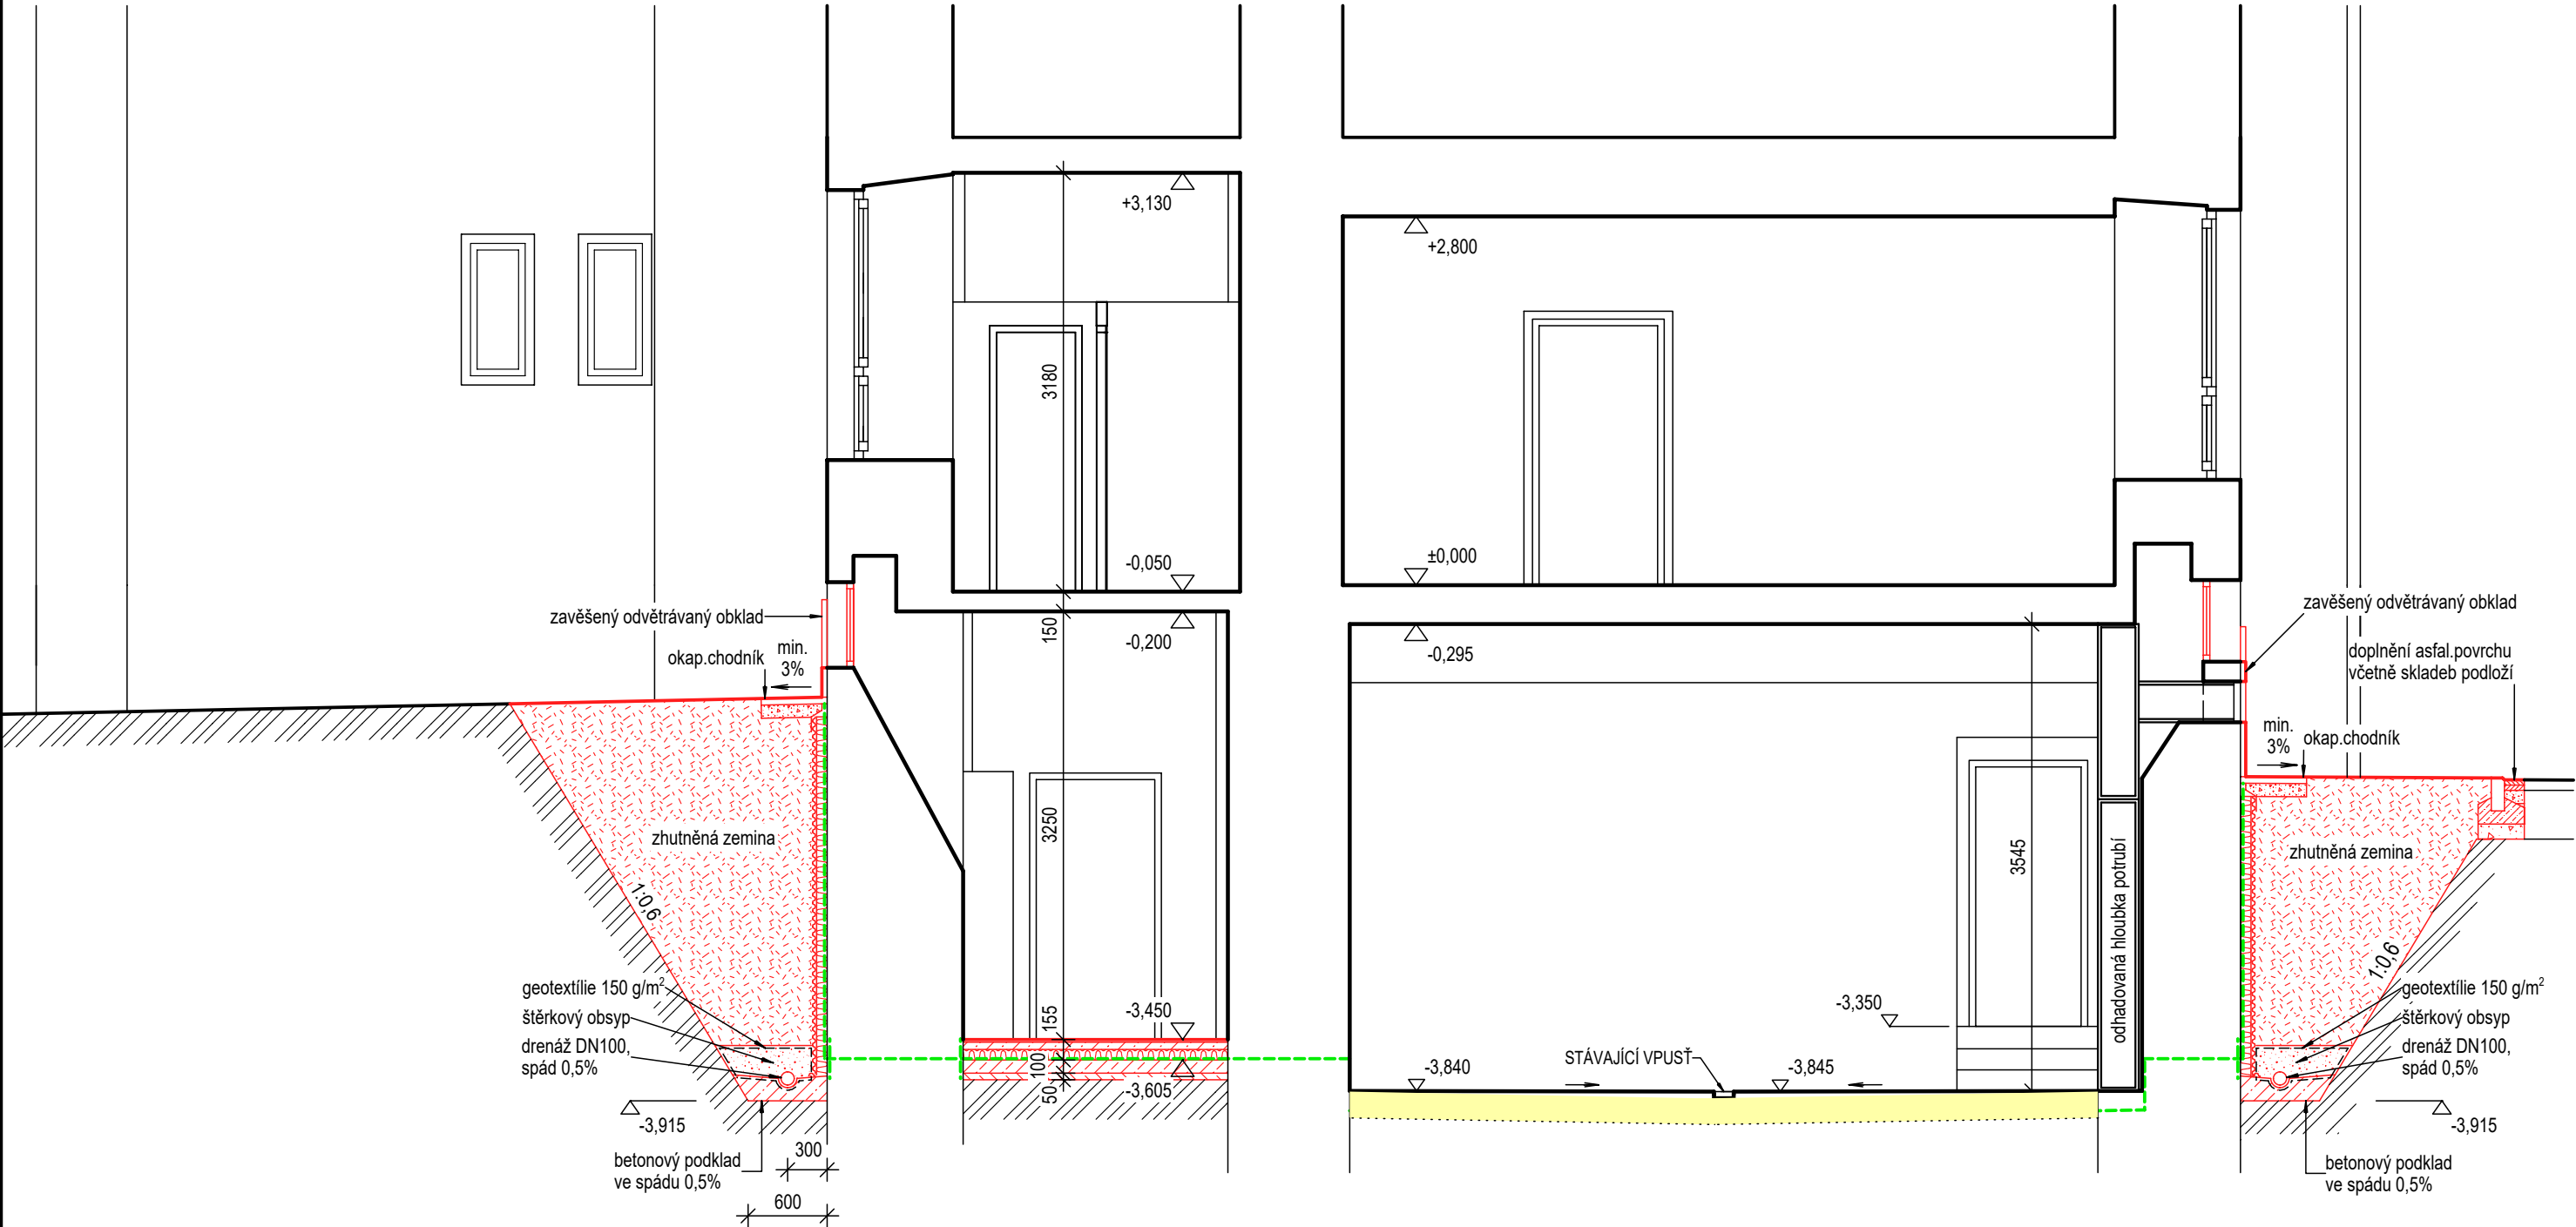 +3,130
+2,800
3180
-0,050
±0,000
zavěšený odvětrávaný obklad
150
-0,200
-0,295
zavěšený odvětrávaný obklad
okap.chodník
min.
3%
doplnění asfal.povrchu
včetně skladeb podloží
min.
3%
okap.chodník
zhutněná zemina
3250
3545
odhadovaná hloubka potrubí
zhutněná zemina
1:0,6
1:0,6
geotextílie 150 g/m²
štěrkový obsyp
drenáž DN100,
spád 0,5%
155
-3,450
-3,350
geotextílie 150 g/m²
štěrkový obsyp
drenáž DN100,
spád 0,5%
100
50
-3,605
-3,840
STÁVAJÍCÍ VPUSŤ
-3,845
-3,915
-3,915
300
betonový podklad
ve spádu 0,5%
600
betonový podklad
ve spádu 0,5%